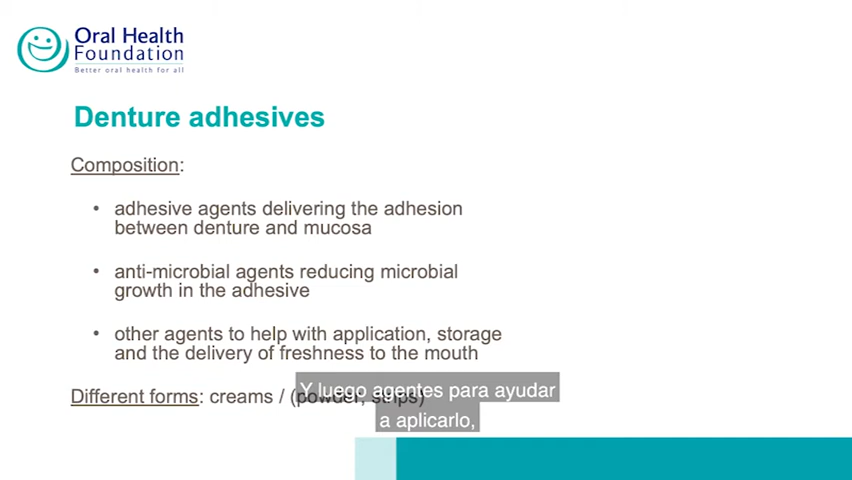 Oral Health
Foundation
Better oral health for all
Denture adhesives
Composition:
• adhesive agents delivering the adhesion
between denture and mucosa
• anti-microbial agents reducing microbial
growth in the adhesive
• other agents to help with application, storage
and the delivery of freshness to the mouth
Different forms: creams / (powder, strips)
Y luego agentes para ayudar
a aplicarlo,